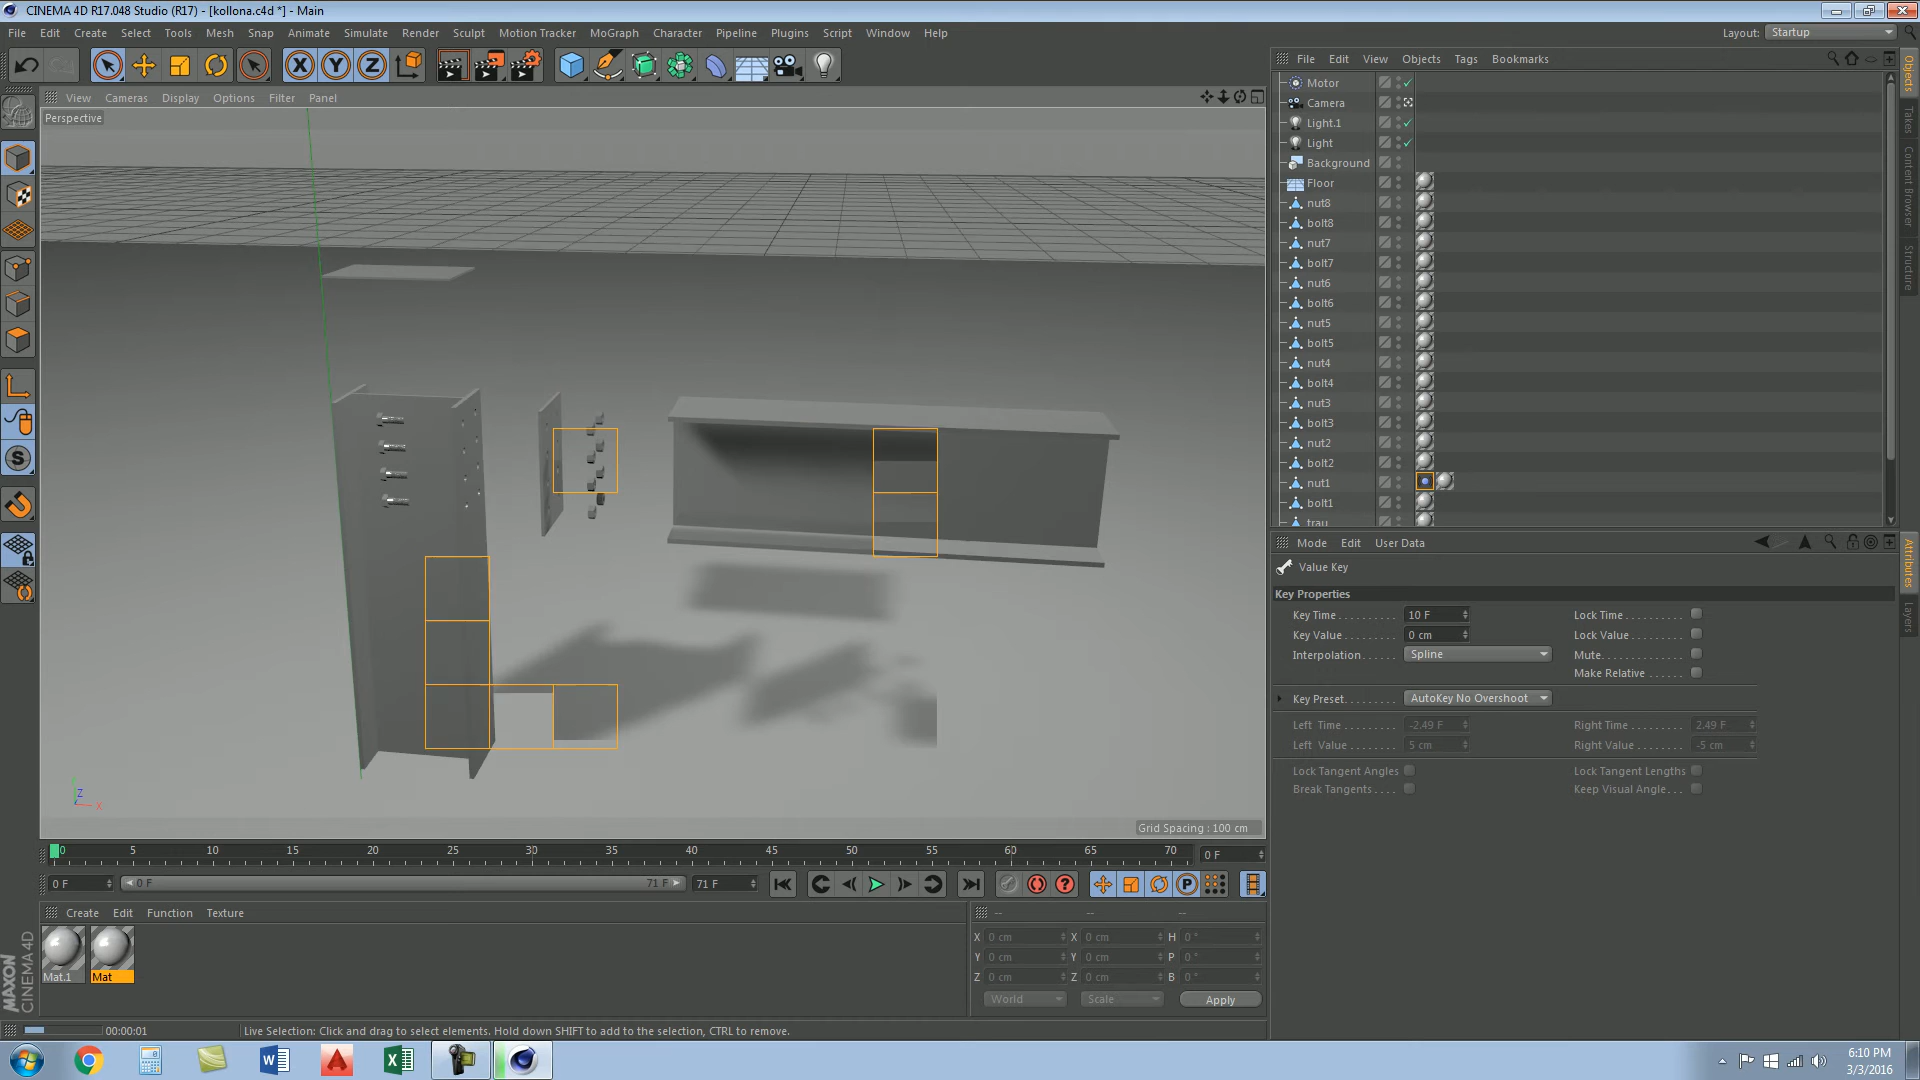 CINEMA 4D R17.048 Studio (R17) - [kollona.c4d *] - Main
File Edit Create Select Tools Mesh Snap Animate Simulate Render Sculpt Motion Tracker MoGraph Character Pipeline Plugins Script Window Help
Layout: Startup
X Y Z
File Edit View Objects Tags Bookmarks
View Cameras Display Options Filter Panel
Perspective
Motor
Camera
Light.1
Light
Background
Floor
nut8
bolt8
nut7
bolt7
nut6
bolt6
nut5
bolt5
nut4
bolt4
nut3
bolt3
nut2
bolt2
nut1
bolt1
trau
Objects
Takes
Content Browser
Structure
Mode Edit User Data
Value Key
Key Properties
Key Time 10 F Lock Time
Key Value 0 cm Lock Value
Interpolation Spline Mute
Make Relative
Key Preset AutoKey No Overshoot
Left Time -2.49 F Right Time 2.49 F
Left Value 5 cm Right Value -5 cm
Lock Tangent Angles Lock Tangent Lengths
Break Tangents Keep Visual Angle
Attributes
Layers
Z
X
Grid Spacing : 100 cm
0 5 10 15 20 25 30 35 40 45 50 55 60 65 70 0 F
0 F 0 F 71 F 71 F
P
Create Edit Function Texture
-- -- --
X 0 cm X 0 cm H 0 °
Y 0 cm Y 0 cm P 0 °
Z 0 cm Z 0 cm B 0 °
World Scale Apply
Mat.1 Mat
MAXON
CINEMA 4D
00:00:01 Live Selection: Click and drag to select elements. Hold down SHIFT to add to the selection, CTRL to remove.
6:10 PM
3/3/2016